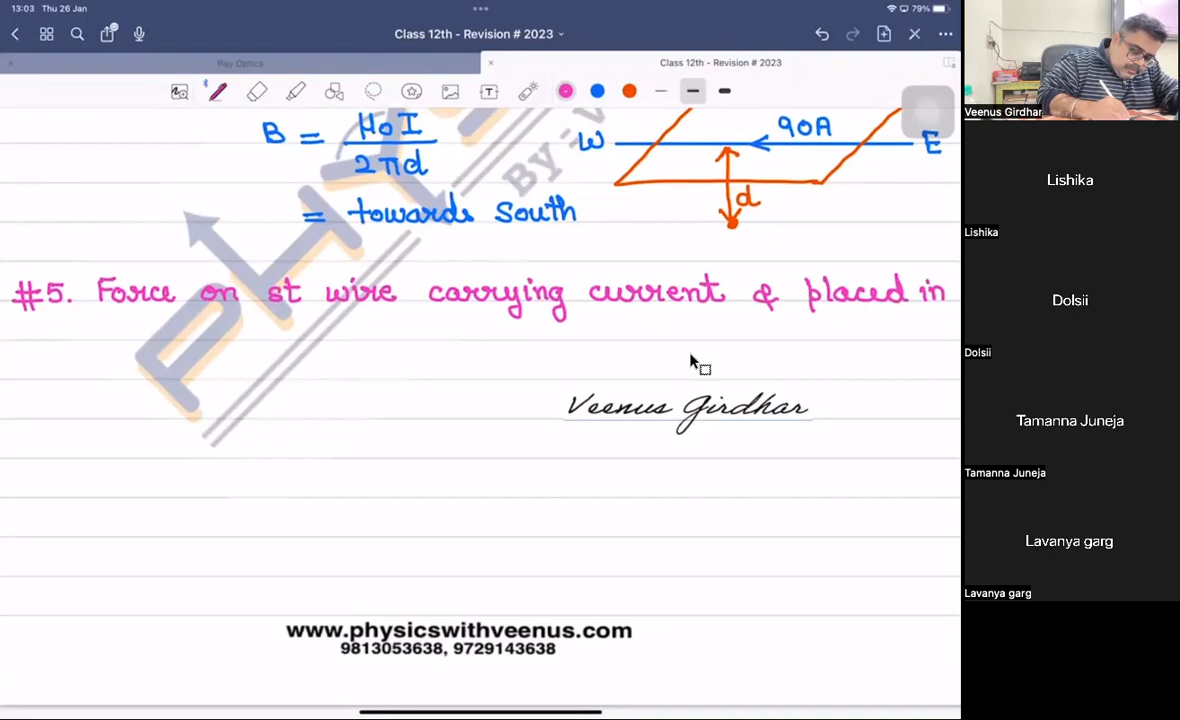 13:03 Thu 26 Jan
79%
Class 12th - Revision # 2023
Ray Optics
Class 12th - Revision # 2023
B = μ₀I / 2πd
= towards South
W
90A
E
d
#5. Force on st wire carrying current & placed in
Veenus Girdhar
PHY
By:-V
www.physicswithveenus.com
9813053638, 9729143638
Veenus Girdhar
Lishika
Lishika
Dolsii
Dolsii
Tamanna Juneja
Tamanna Juneja
Lavanya garg
Lavanya garg